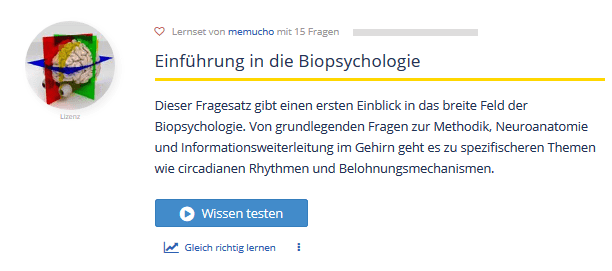 Lernset von memucho mit 15 Fragen
Einführung in die Biopsychologie
Lizenz
Dieser Fragesatz gibt einen ersten Einblick in das breite Feld der
Biopsychologie. Von grundlegenden Fragen zur Methodik, Neuroanatomie
und Informationsweiterleitung im Gehirn geht es zu spezifischeren Themen
wie circadianen Rhythmen und Belohnungsmechanismen.
Wissen testen
Gleich richtig lernen